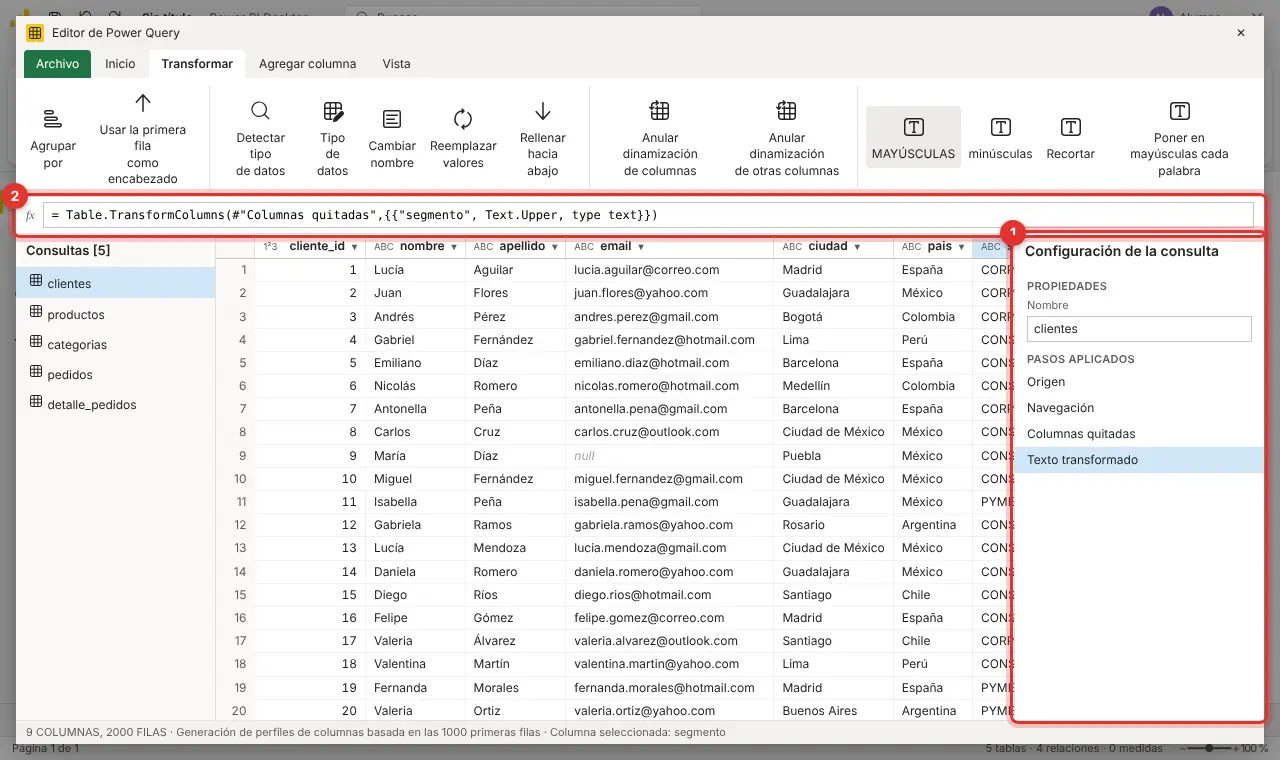 Editor de Power Query
Archivo Inicio Transformar Agregar columna Vista
Agrupar por
Usar la primera fila como encabezado
Detectar tipo de datos
Tipo de datos
Cambiar nombre
Reemplazar valores
Rellenar hacia abajo
Anular dinamización de columnas
Anular dinamización de otras columnas
MAYÚSCULAS
minúsculas
Recortar
Poner en mayúsculas cada palabra
2
fx = Table.TransformColumns(#"Columnas quitadas",{{"segmento", Text.Upper, type text}})
Consultas [5]
clientes
productos
categorias
pedidos
detalle_pedidos
1²3 cliente_id ABC nombre ABC apellido ABC email ABC ciudad ABC pais ABC
1 1 Lucía Aguilar lucia.aguilar@correo.com Madrid España CORP
2 2 Juan Flores juan.flores@yahoo.com Guadalajara México CORP
3 3 Andrés Pérez andres.perez@gmail.com Bogotá Colombia CORP
4 4 Gabriel Fernández gabriel.fernandez@hotmail.com Lima Perú CONS
5 5 Emiliano Díaz emiliano.diaz@hotmail.com Barcelona España CONS
6 6 Nicolás Romero nicolas.romero@hotmail.com Medellín Colombia CONS
7 7 Antonella Peña antonella.pena@gmail.com Barcelona España CORP
8 8 Carlos Cruz carlos.cruz@outlook.com Ciudad de México México CONS
9 9 María Díaz null Puebla México CONS
10 10 Miguel Fernández miguel.fernandez@gmail.com Ciudad de México México CONS
11 11 Isabella Peña isabella.pena@gmail.com Guadalajara México PYME
12 12 Gabriela Ramos gabriela.ramos@yahoo.com Rosario Argentina CONS
13 13 Lucía Mendoza lucia.mendoza@gmail.com Ciudad de México México CONS
14 14 Daniela Romero daniela.romero@yahoo.com Guadalajara México CONS
15 15 Diego Ríos diego.rios@hotmail.com Santiago Chile CONS
16 16 Felipe Gómez felipe.gomez@correo.com Madrid España CONS
17 17 Valeria Álvarez valeria.alvarez@outlook.com Santiago Chile CORP
18 18 Valentina Martín valentina.martin@yahoo.com Lima Perú CONS
19 19 Fernanda Morales fernanda.morales@hotmail.com Madrid España PYME
20 20 Valeria Ortiz valeria.ortiz@yahoo.com Buenos Aires Argentina PYME
1
Configuración de la consulta
PROPIEDADES
Nombre
clientes
PASOS APLICADOS
Origen
Navegación
Columnas quitadas
Texto transformado
9 COLUMNAS, 2000 FILAS · Generación de perfiles de columnas basada en las 1000 primeras filas · Columna seleccionada: segmento
Página 1 de 1 5 tablas · 4 relaciones · 0 medidas − + 100 %